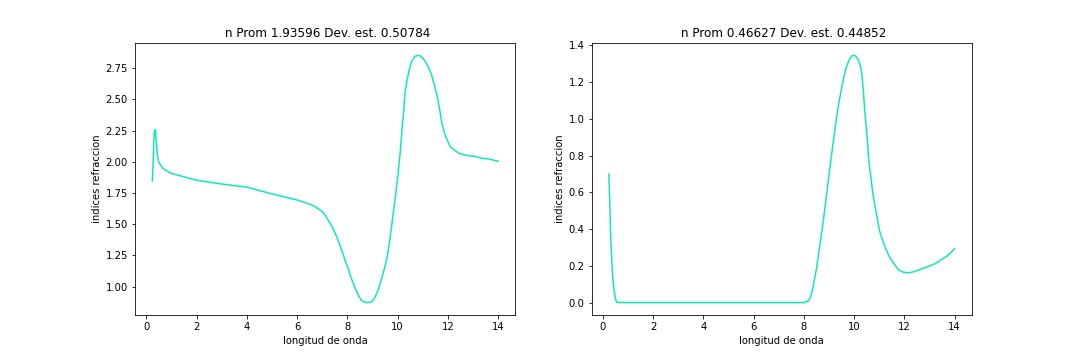 n Prom 1.93596 Dev. est. 0.50784
2.75
2.50
2.25
2.00
1.75
1.50
1.25
1.00
indices refraccion
0 2 4 6 8 10 12 14
longitud de onda
n Prom 0.46627 Dev. est. 0.44852
1.4
1.2
1.0
0.8
0.6
0.4
0.2
0.0
indices refraccion
0 2 4 6 8 10 12 14
longitud de onda